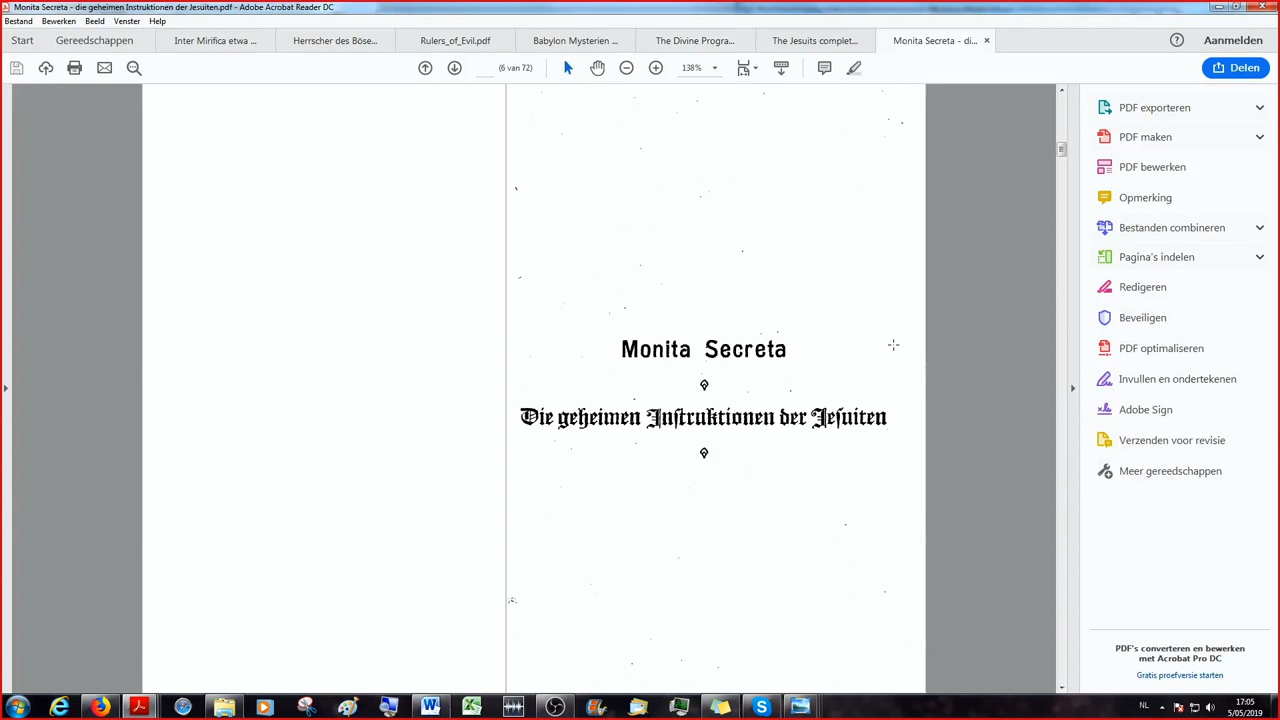 Monita Secreta - die geheimen Instruktionen der Jesuiten.pdf - Adobe Acrobat Reader DC
Bestand Bewerken Beeld Venster Help
Start Gereedschappen Inter Mirifica etwa ... Herrscher des Böse... Rulers_of_Evil.pdf Babylon Mysterien ... The Divine Progra... The Jesuits complet... Monita Secreta - di... × Aanmelden
(6 van 72) 138% Delen
PDF exporteren
PDF maken
PDF bewerken
Opmerking
Bestanden combineren
Pagina's indelen
Redigeren
Beveiligen
PDF optimaliseren
Invullen en ondertekenen
Adobe Sign
Verzenden voor revisie
Meer gereedschappen
Monita Secreta
Die geheimen Instruktionen der Jesuiten
PDF's converteren en bewerken
met Acrobat Pro DC
Gratis proefversie starten
NL 17:05
5/05/2019